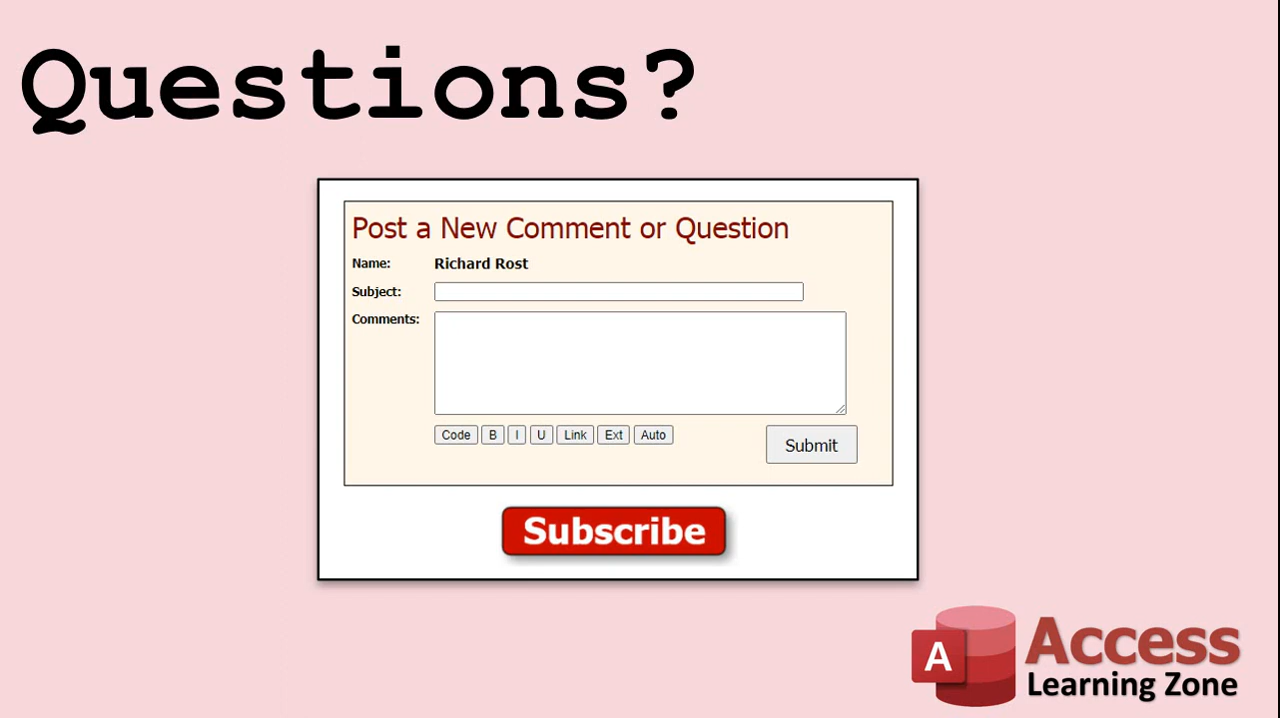 Questions?
Post a New Comment or Question
Name: Richard Rost
Subject:
Comments:
Code B I U Link Ext Auto
Submit
Subscribe
A
Access
Learning Zone